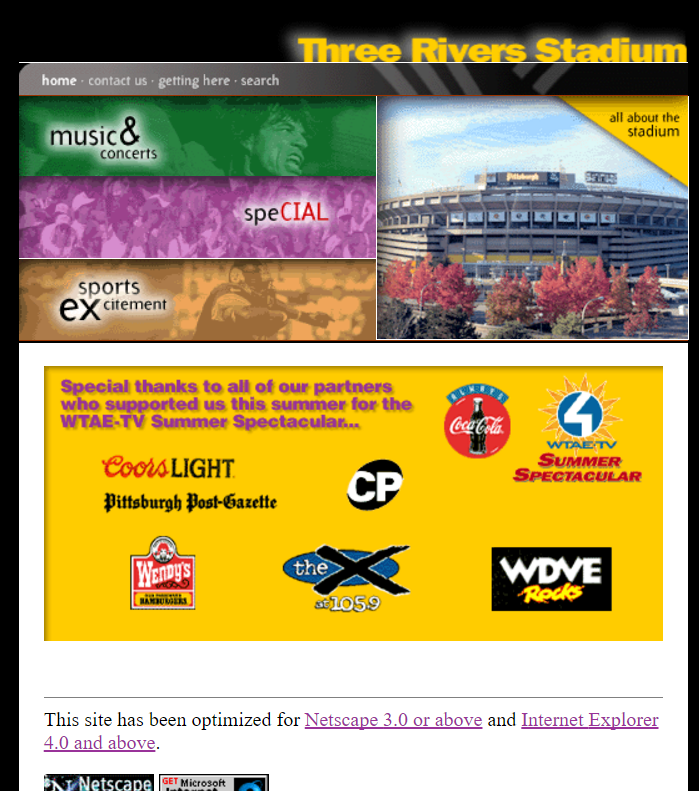 Three Rivers Stadium
home · contact us · getting here · search
music & concerts
all about the
stadium
Pittsburgh
speCIAL
sports
excitement
Special thanks to all of our partners
who supported us this summer for the
WTAE-TV Summer Spectacular...
ALWAYS
Coca-Cola
4
WTAE-TV
SUMMER
SPECTACULAR
Coors LIGHT
Pittsburgh Post-Gazette
CP
WENDY'S
OLD FASHIONED
HAMBURGERS
the X
at 105.9
WDVE
Rocks
This site has been optimized for Netscape 3.0 or above and Internet Explorer
4.0 and above.
N Netscape
GET Microsoft
Internet